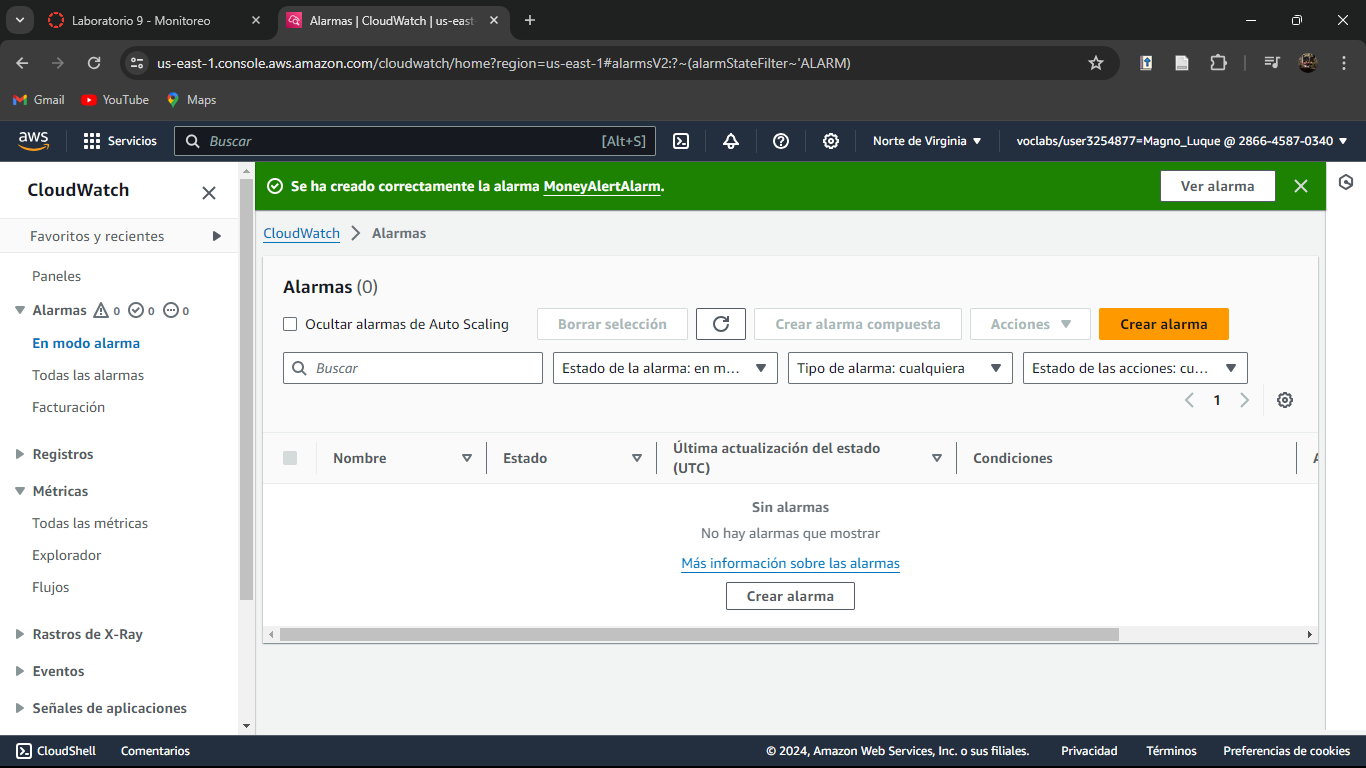 Laboratorio 9 - Monitoreo
Alarmas | CloudWatch | us-east-
us-east-1.console.aws.amazon.com/cloudwatch/home?region=us-east-1#alarmsV2:?~(alarmStateFilter~'ALARM)
Gmail
YouTube
Maps
aws
Servicios
Buscar
[Alt+S]
Norte de Virginia
voclabs/user3254877=Magno_Luque @ 2866-4587-0340
CloudWatch
Favoritos y recientes
Paneles
Alarmas 0 0 0
En modo alarma
Todas las alarmas
Facturación
Registros
Métricas
Todas las métricas
Explorador
Flujos
Rastros de X-Ray
Eventos
Señales de aplicaciones
Se ha creado correctamente la alarma MoneyAlertAlarm.
Ver alarma
CloudWatch
Alarmas
Alarmas (0)
Ocultar alarmas de Auto Scaling
Borrar selección
Crear alarma compuesta
Acciones
Crear alarma
Buscar
Estado de la alarma: en m...
Tipo de alarma: cualquiera
Estado de las acciones: cu...
1
Nombre
Estado
Última actualización del estado
(UTC)
Condiciones
Sin alarmas
No hay alarmas que mostrar
Más información sobre las alarmas
Crear alarma
CloudShell
Comentarios
© 2024, Amazon Web Services, Inc. o sus filiales.
Privacidad
Términos
Preferencias de cookies